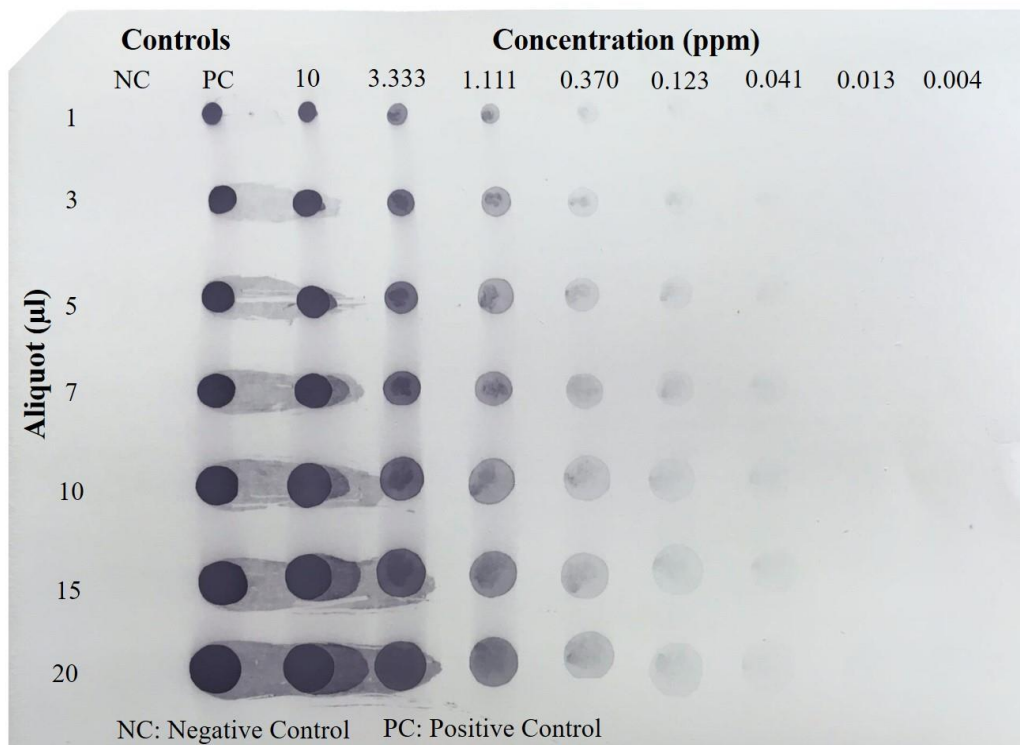 Controls Concentration (ppm)
NC PC 10 3.333 1.111 0.370 0.123 0.041 0.013 0.004
1
3
5
7
10
15
20
Aliquot (µl)
NC: Negative Control PC: Positive Control